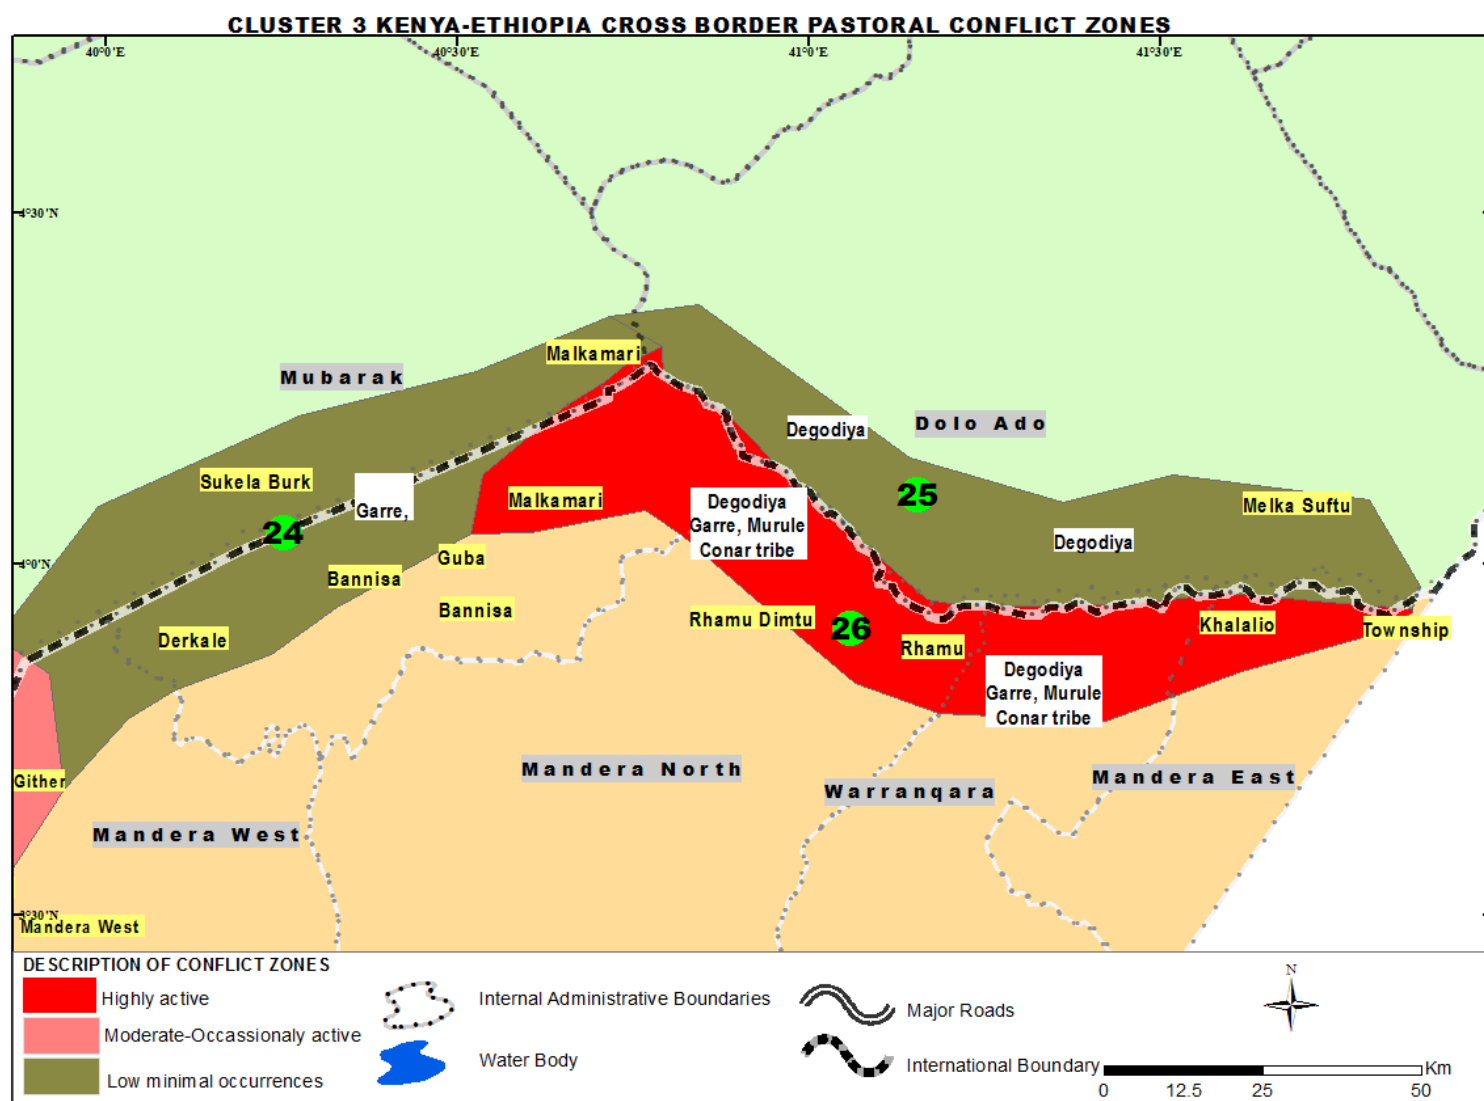 CLUSTER 3 KENYA-ETHIOPIA CROSS BORDER PASTORAL CONFLICT ZONES
40°0'E
40°30'E
41°0'E
41°30'E
4°30'N
Malkamari
Mubarak
Dolo Ado
Degodiya
Sukela Burk
25
Melka Suftu
Garre,
Malkamari
Degodiya
Garre, Murule
Conar tribe
24
Degodiya
4°0'N
Guba
Bannisa
Bannisa
Rhamu Dimtu
26
Khalalio
Township
Derkale
Rhamu
Degodiya
Garre, Murule
Conar tribe
Gither
Mandera North
Mandera East
Warranqara
Mandera West
3°30'N
Mandera West
DESCRIPTION OF CONFLICT ZONES
Highly active
Moderate-Occassionaly active
Low minimal occurrences
Internal Administrative Boundaries
Water Body
Major Roads
International Boundary
N
Km
0 12.5 25 50